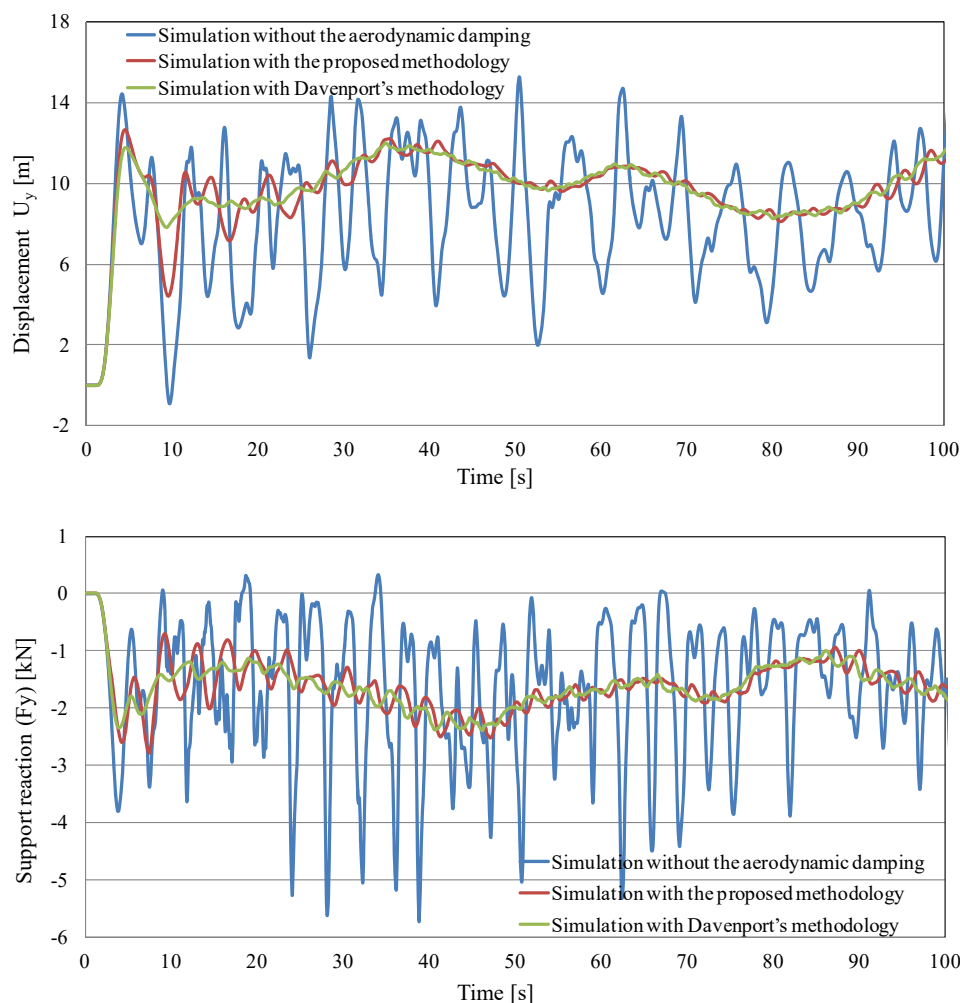 18
14
10
6
2
-2
Displacement Uy [m]
Simulation without the aerodynamic damping
Simulation with the proposed methodology
Simulation with Davenport's methodology
0 10 20 30 40 50 60 70 80 90 100
Time [s]
1
0
-1
-2
-3
-4
-5
-6
Support reaction (Fy) [kN]
Simulation without the aerodynamic damping
Simulation with the proposed methodology
Simulation with Davenport's methodology
0 10 20 30 40 50 60 70 80 90 100
Time [s]